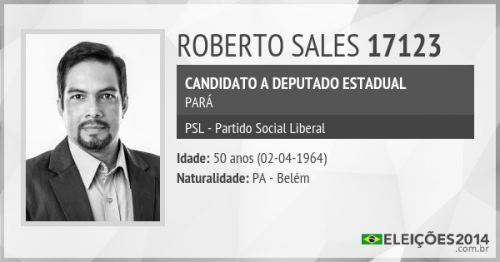 ROBERTO SALES 17123
CANDIDATO A DEPUTADO ESTADUAL
PARÁ
PSL - Partido Social Liberal
Idade: 50 anos (02-04-1964)
Naturalidade: PA - Belém
ELEIÇÕES2014
.com.br